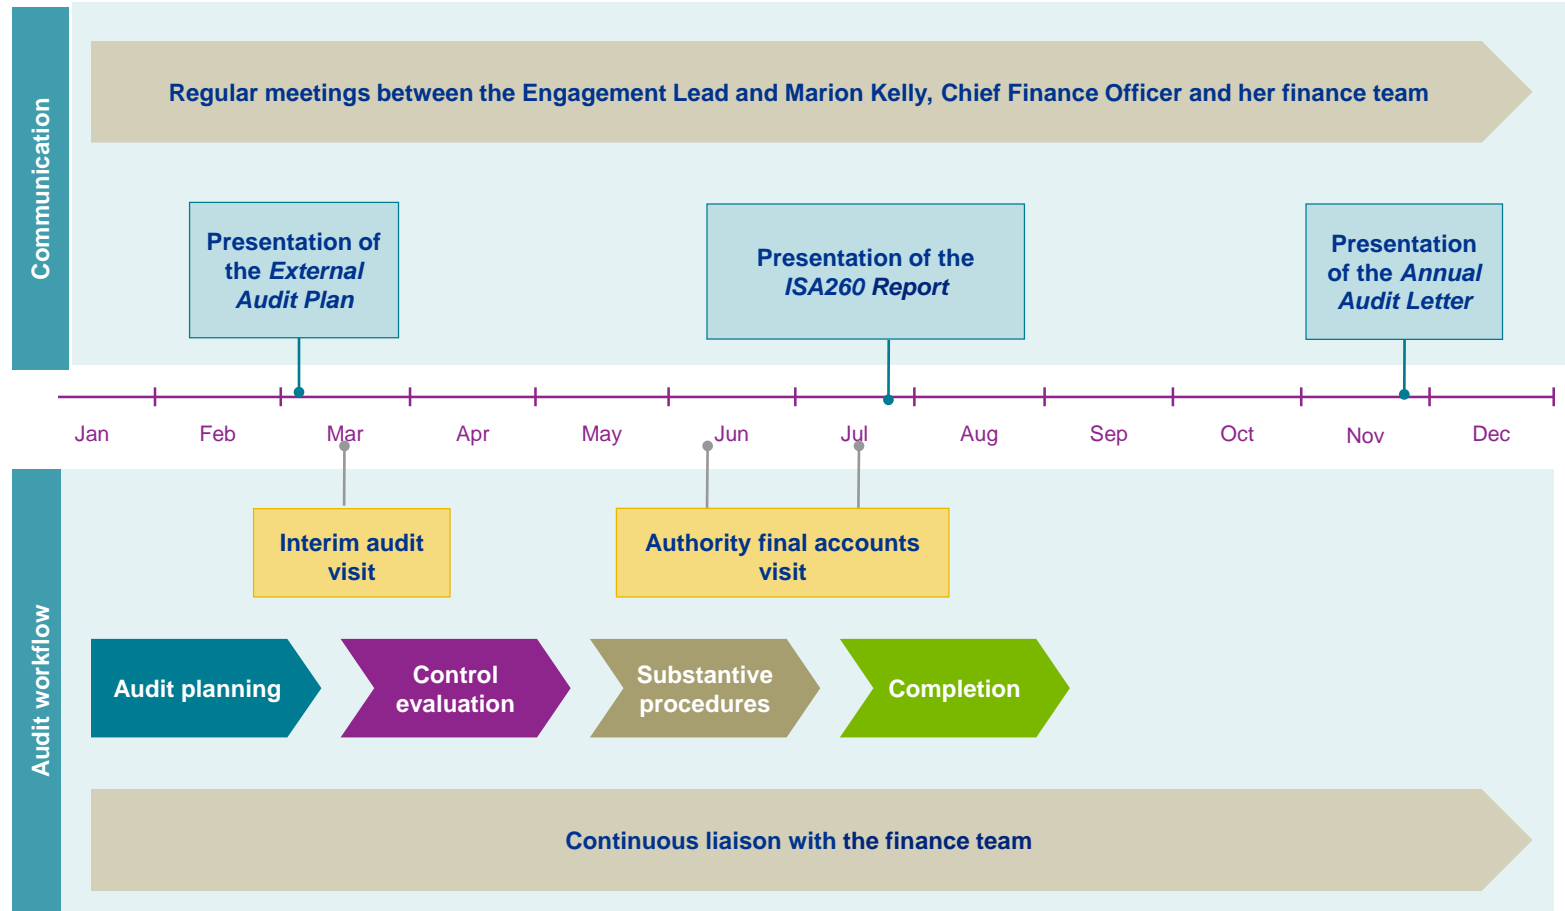 Communication
Regular meetings between the Engagement Lead and Marion Kelly, Chief Finance Officer and her finance team
Presentation of
the External
Audit Plan
Presentation of the
ISA260 Report
Presentation
of the Annual
Audit Letter
Jan Feb Mar Apr May Jun Jul Aug Sep Oct Nov Dec
Audit workflow
Interim audit
visit
Authority final accounts
visit
Audit planning
Control
evaluation
Substantive
procedures
Completion
Continuous liaison with the finance team